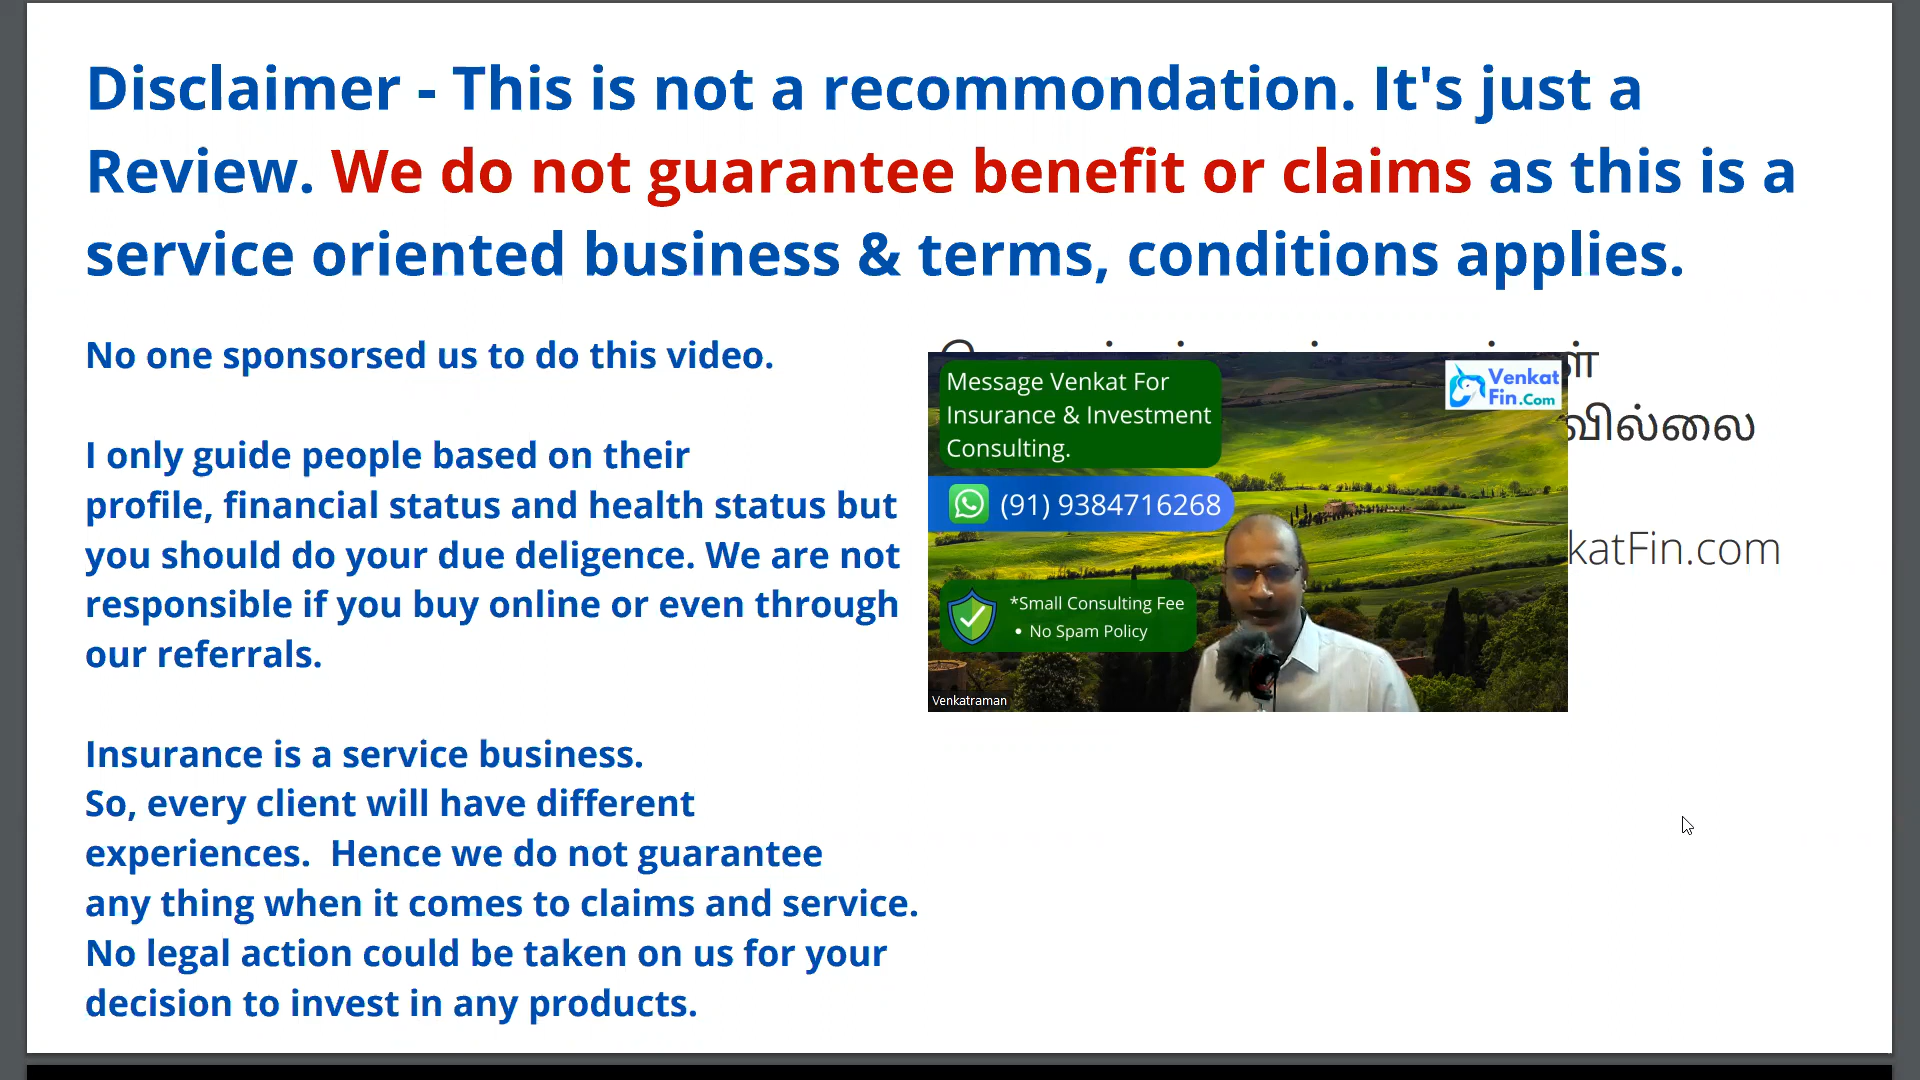 Disclaimer - This is not a recommondation. It's just a
Review. We do not guarantee benefit or claims as this is a
service oriented business & terms, conditions applies.
No one sponsorsed us to do this video.
I only guide people based on their
profile, financial status and health status but
you should do your due deligence. We are not
responsible if you buy online or even through
our referrals.
Insurance is a service business.
So, every client will have different
experiences.  Hence we do not guarantee
any thing when it comes to claims and service.
No legal action could be taken on us for your
decision to invest in any products.
Message Venkat For
Insurance & Investment
Consulting.
(91) 9384716268
*Small Consulting Fee
• No Spam Policy
Venkatraman
Venkat
Fin.Com
வில்லை
katFin.com